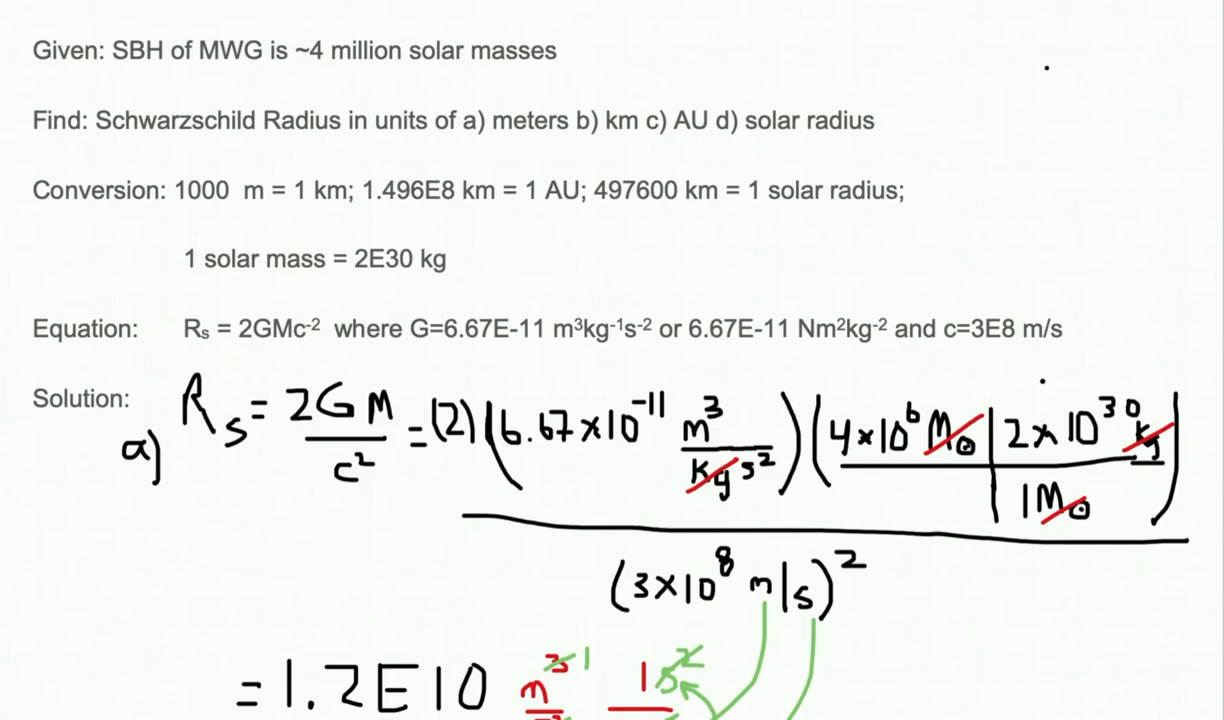 Given: SBH of MWG is ~4 million solar masses
Find: Schwarzschild Radius in units of a) meters b) km c) AU d) solar radius
Conversion: 1000 m = 1 km; 1.496E8 km = 1 AU; 497600 km = 1 solar radius;
1 solar mass = 2E30 kg
Equation: Rₛ = 2GMc⁻² where G=6.67E-11 m³kg⁻¹s⁻² or 6.67E-11 Nm²kg⁻² and c=3E8 m/s
Solution:
a) Rₛ = 2GM/c² = (2)(6.67×10⁻¹¹ m³/kg s²)(4×10⁶ M☉ | 2×10³⁰ kg / 1M☉)
(3×10⁸ m/s)²
= 1.2E10 m³ 1 1 s²